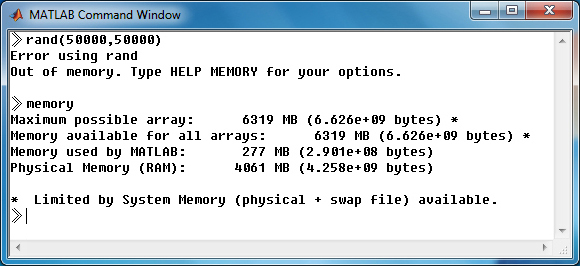 MATLAB Command Window
>> rand(50000,50000)
Error using rand
Out of memory. Type HELP MEMORY for your options.
>> memory
Maximum possible array: 6319 MB (6.626e+09 bytes) *
Memory available for all arrays: 6319 MB (6.626e+09 bytes) *
Memory used by MATLAB: 277 MB (2.901e+08 bytes)
Physical Memory (RAM): 4061 MB (4.258e+09 bytes)
* Limited by System Memory (physical + swap file) available.
>>